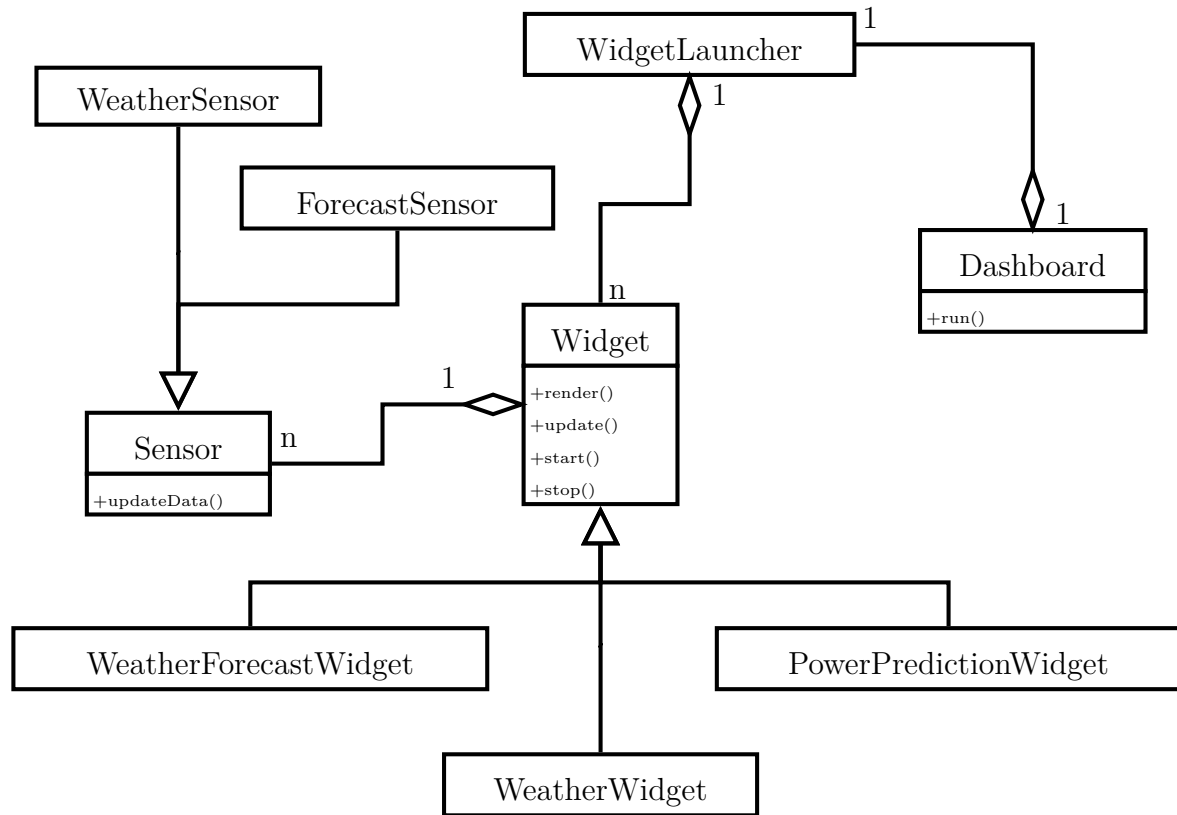 1
WidgetLauncher
1
WeatherSensor
ForecastSensor
1
Dashboard
+run()
n
Widget
+render()
+update()
+start()
+stop()
1
n
Sensor
+updateData()
WeatherForecastWidget
PowerPredictionWidget
WeatherWidget